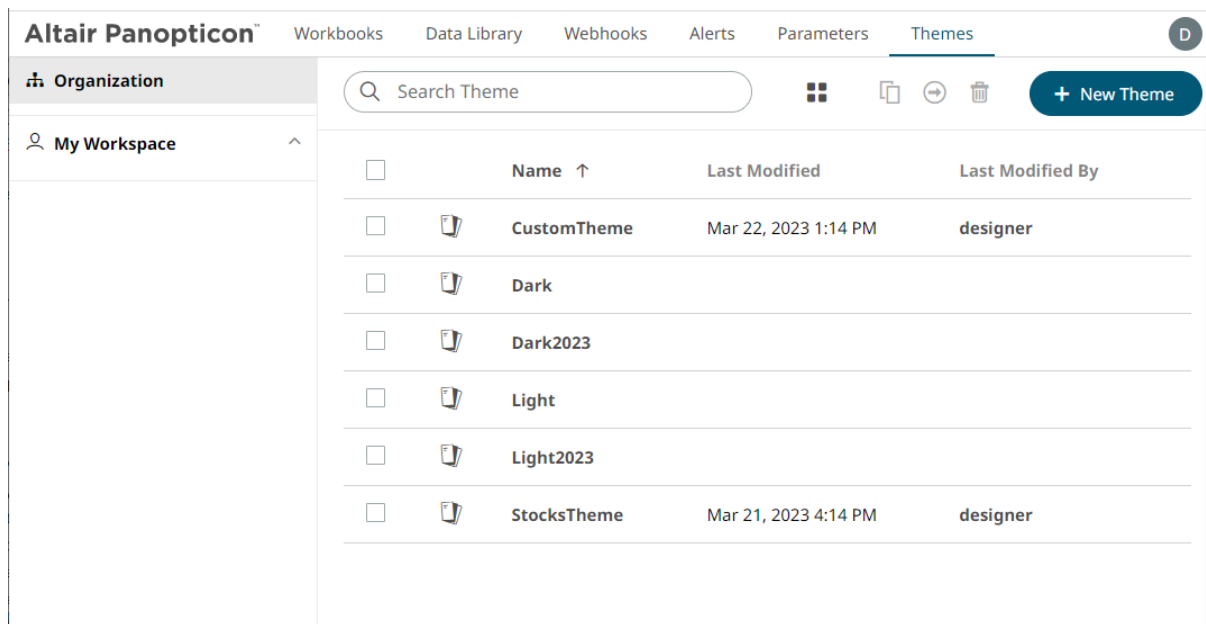 Altair Panopticon™ Workbooks Data Library Webhooks Alerts Parameters Themes D
Organization
My Workspace
Search Theme
+ New Theme
Name ↑ Last Modified Last Modified By
CustomTheme Mar 22, 2023 1:14 PM designer
Dark
Dark2023
Light
Light2023
StocksTheme Mar 21, 2023 4:14 PM designer